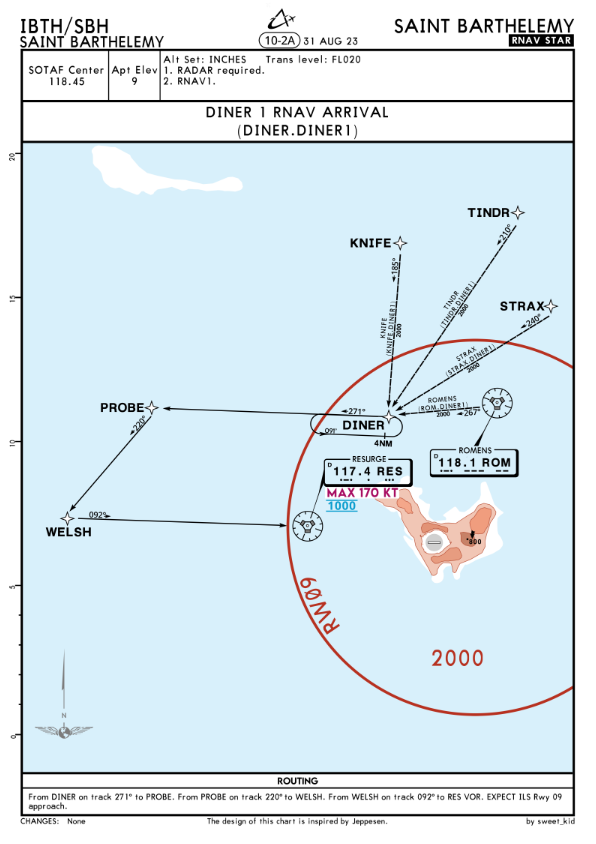 IBTH/SBH
SAINT BARTHELEMY
10-2A 31 AUG 23
SAINT BARTHELEMY
RNAV STAR
SOTAF Center
118.45
Apt Elev
9
Alt Set: INCHES Trans level: FL020
1. RADAR required.
2. RNAV1.
DINER 1 RNAV ARRIVAL
(DINER.DINER1)
20
15
10
5
0
TINDR
210°
KNIFE
185°
STRAX
240°
KNIFE
(KNIFE.DINER1)
2000
TINDR
(TINDR.DINER1)
2000
STRAX
(STRAX.DINER1)
2000
ROMENS
(ROM.DINER1)
2000
267°
PROBE
271°
DINER
091°
4NM
220°
ROMENS
D 118.1 ROM
RESURGE
D 117.4 RES
MAX 170 KT
1000
WELSH
092°
800
RWØ9
2000
N
ROUTING
From DINER on track 271° to PROBE. From PROBE on track 220° to WELSH. From WELSH on track 092° to RES VOR. EXPECT ILS Rwy 09
approach.
CHANGES: None
The design of this chart is inspired by Jeppesen.
by sweet_kid